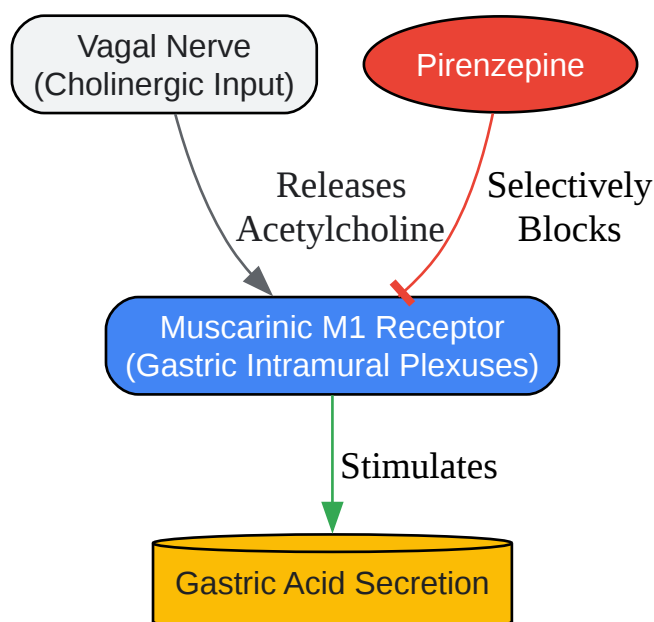 Vagal Nerve
(Cholinergic Input)
Pirenzepine
Releases
Acetylcholine
Selectively
Blocks
Muscarinic M1 Receptor
(Gastric Intramural Plexuses)
Stimulates
Gastric Acid Secretion